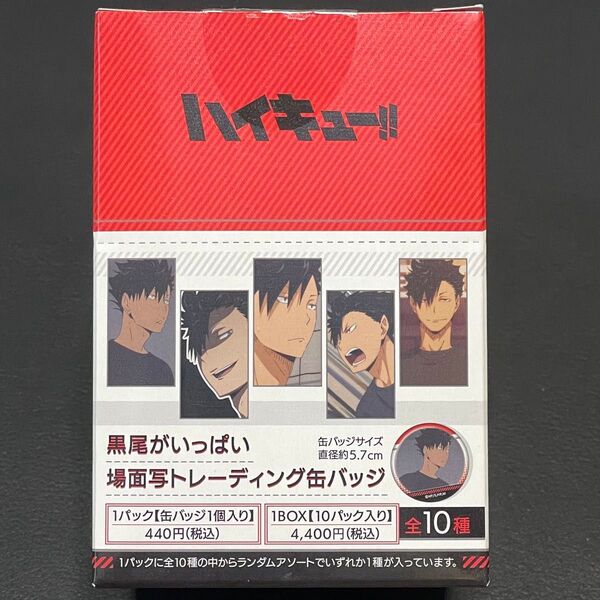 ハイキュー!!
黒尾がいっぱい
場面写トレーディング缶バッジ
缶バッジサイズ
直径約5.7cm
1パック【缶バッジ1個入り】
440円(税込)
1BOX【10パック入り】
4,400円(税込)
全10種
1パックに全10種の中からランダムアソートでいずれか1種が入っています。